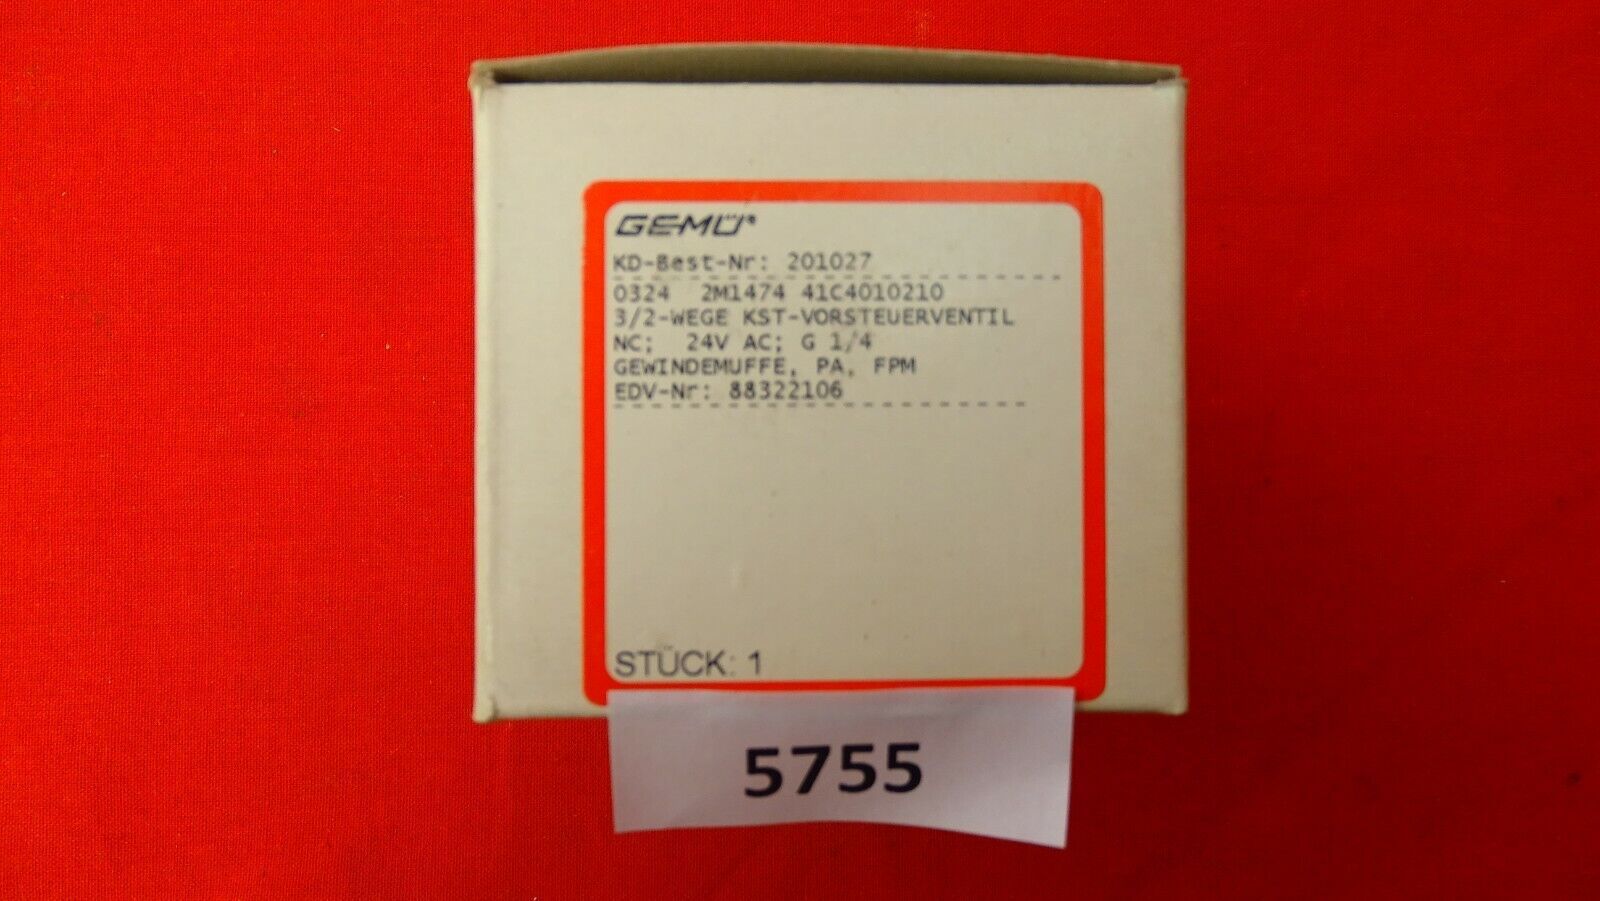 GEMÜ®
KD-Best-Nr: 201027
0324 2M1474 41C4010210
3/2-WEGE KST-VORSTEUERVENTIL
NC; 24V AC; G 1/4
GEWINDEMUFFE, PA, FPM
EDV-Nr: 88322106
STÜCK: 1
5755